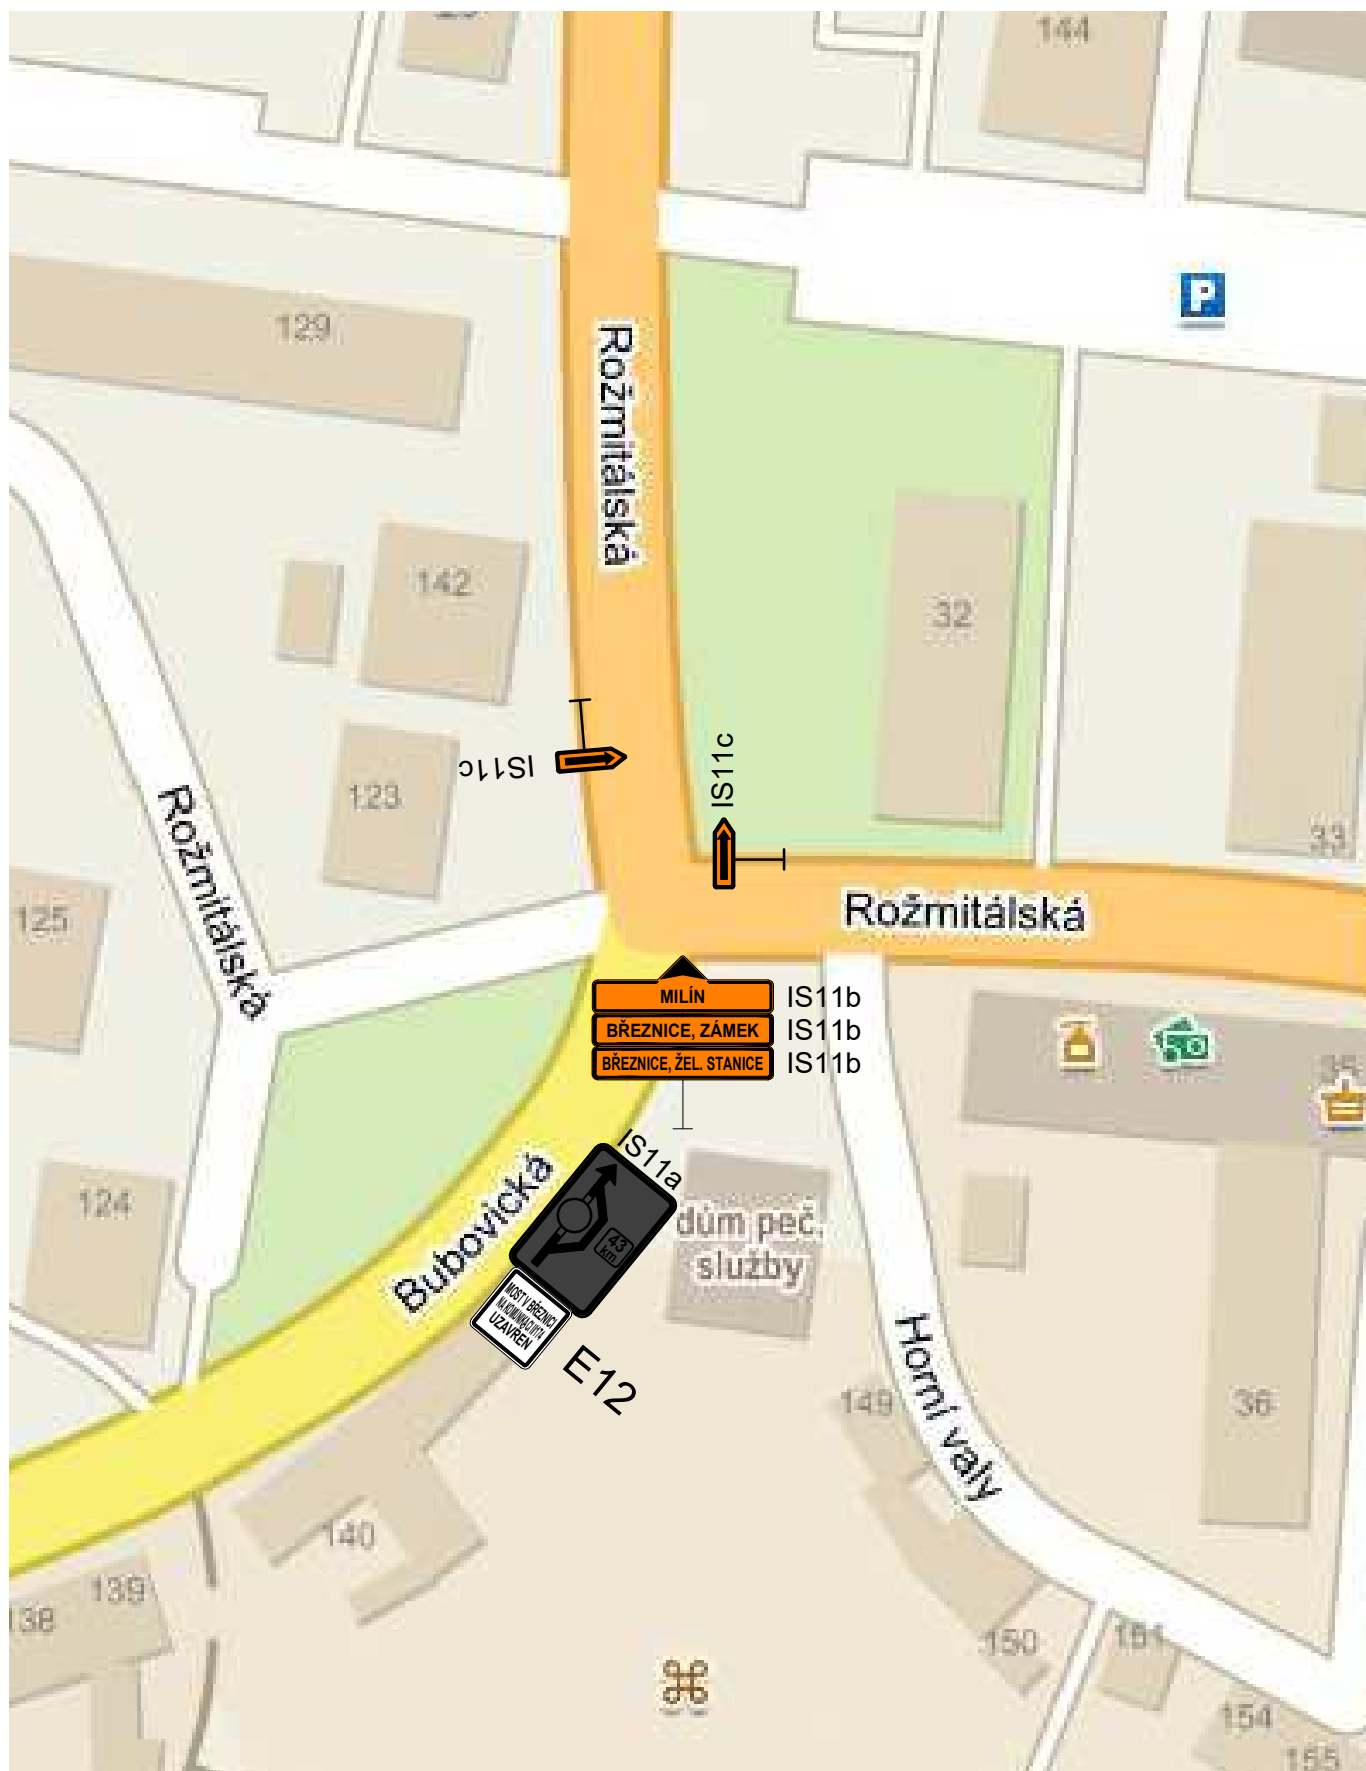 144
P
129
Rožmitálská
142
32
IS11c
IS11c
123
33
Rožmitálská
125
Rožmitálská
MILÍN
IS11b
BŘEZNICE, ZÁMEK
IS11b
BŘEZNICE, ŽEL. STANICE
IS11b
IS11a
Bubovická
124
43
km
dům peč.
služby
MOST V BŘEZNICI
UZAVŘEN
E12
Horní valy
149
36
140
139
138
150
151
154
155